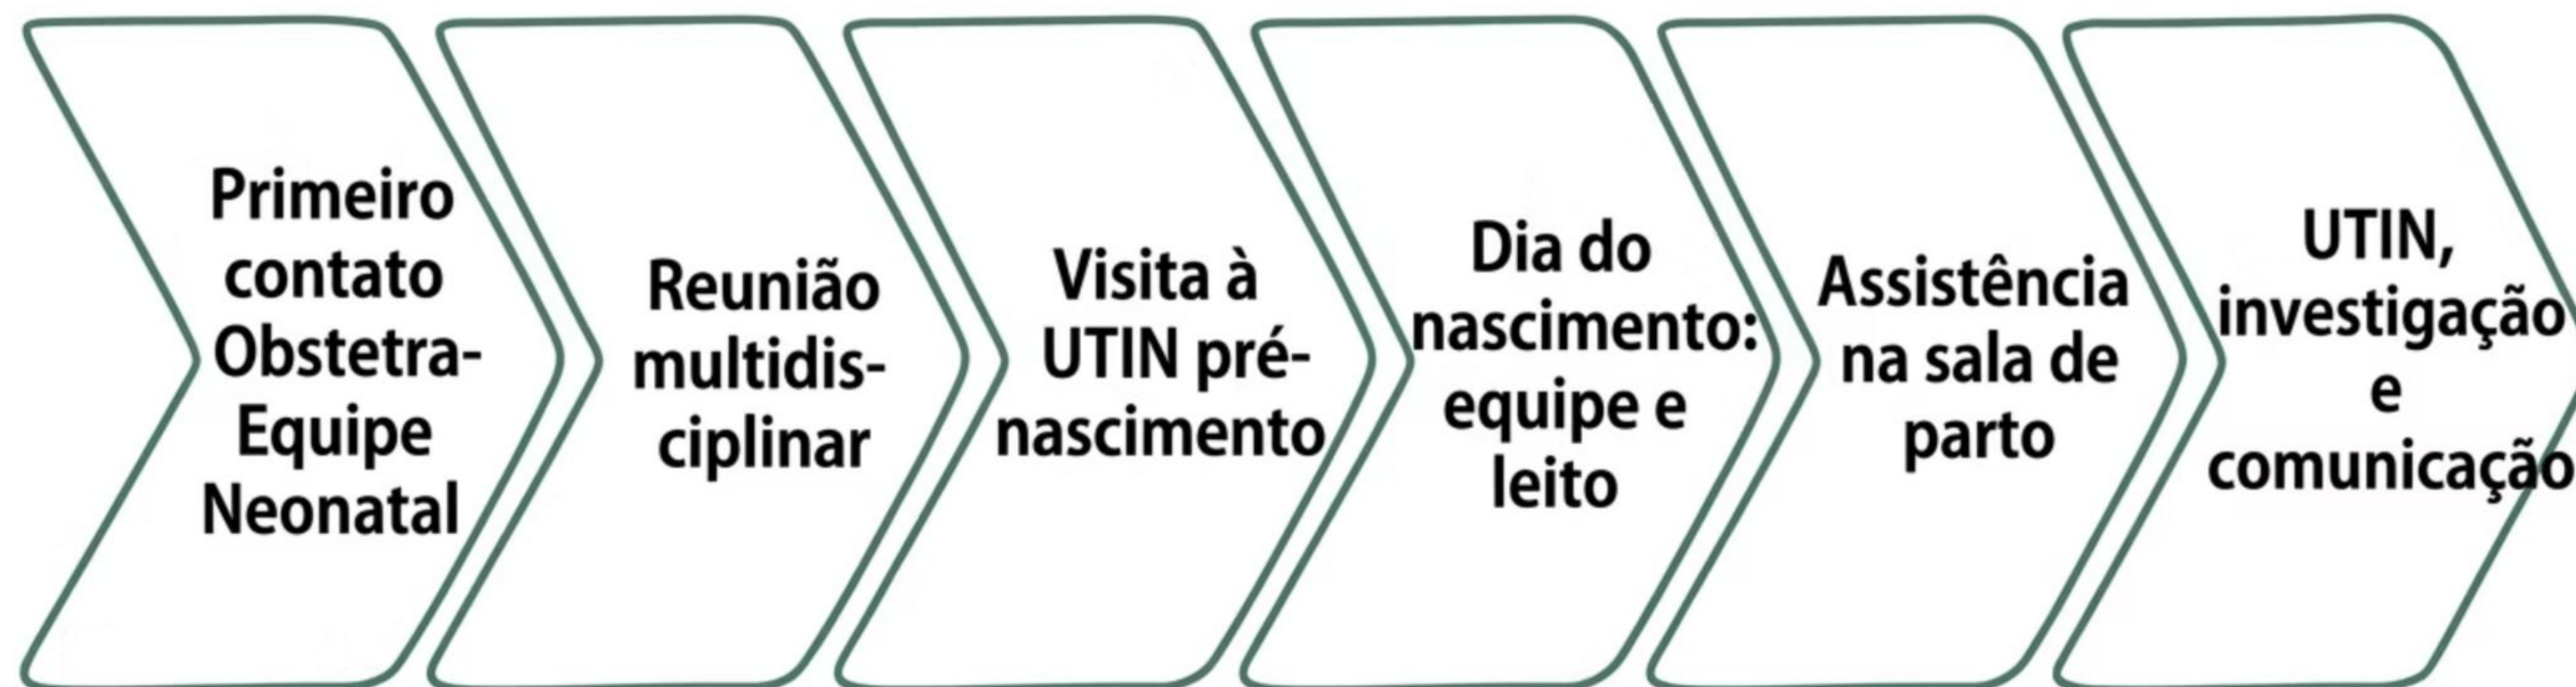 Primeiro
contato
Obstetra-
Equipe
Neonatal
Reunião
multidis-
ciplinar
Visita à
UTIN pré-
nascimento
Dia do
nascimento:
equipe e
leito
Assistência
na sala de
parto
UTIN,
investigação
e
comunicação